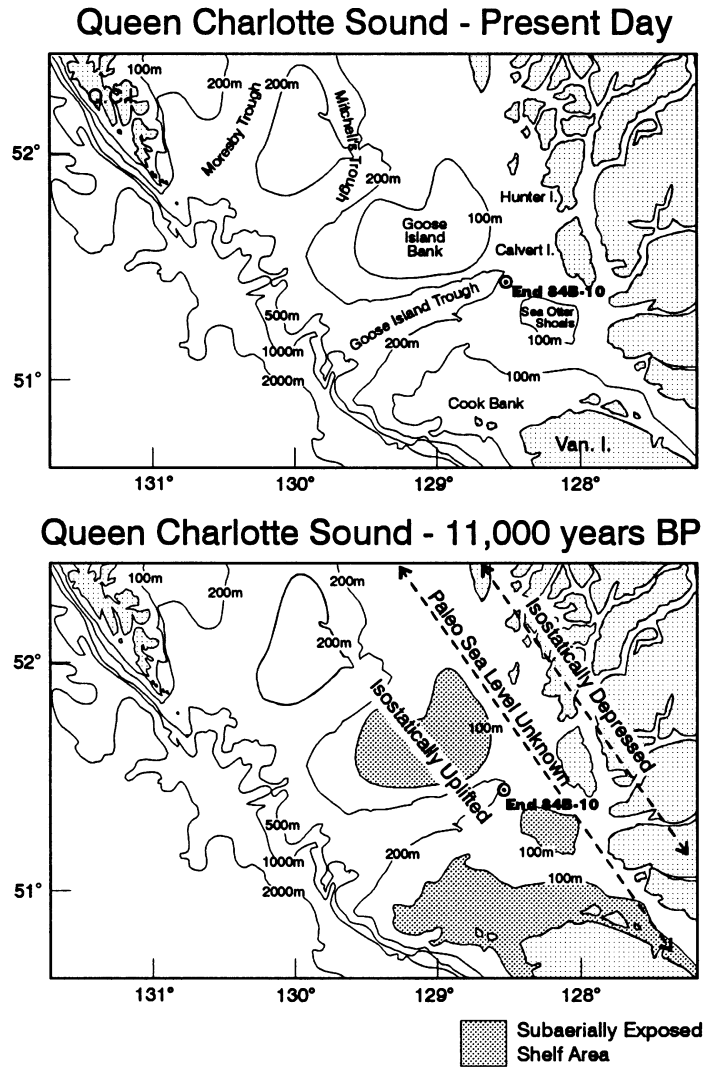 Queen Charlotte Sound - Present Day
100m
Q.C.I.
200m
200m
Moresby Trough
Mitchell's Trough
52°
200m
Hunter I.
100m
Goose
Island
Bank
Calvert I.
End 84B-10
Goose Island Trough
Sea Otter
Shoals
500m
100m
200m
1000m
100m
51°
2000m
Cook Bank
Van. I.
131°
130°
129°
128°
Queen Charlotte Sound - 11,000 years BP
100m
200m
200m
Paleo Sea Level Unknown
Isostatically Depressed
52°
200m
Isostatically Uplifted
100m
End 84B-10
500m
100m
200m
1000m
100m
51°
2000m
131°
130°
129°
128°
Subaerially Exposed
Shelf Area